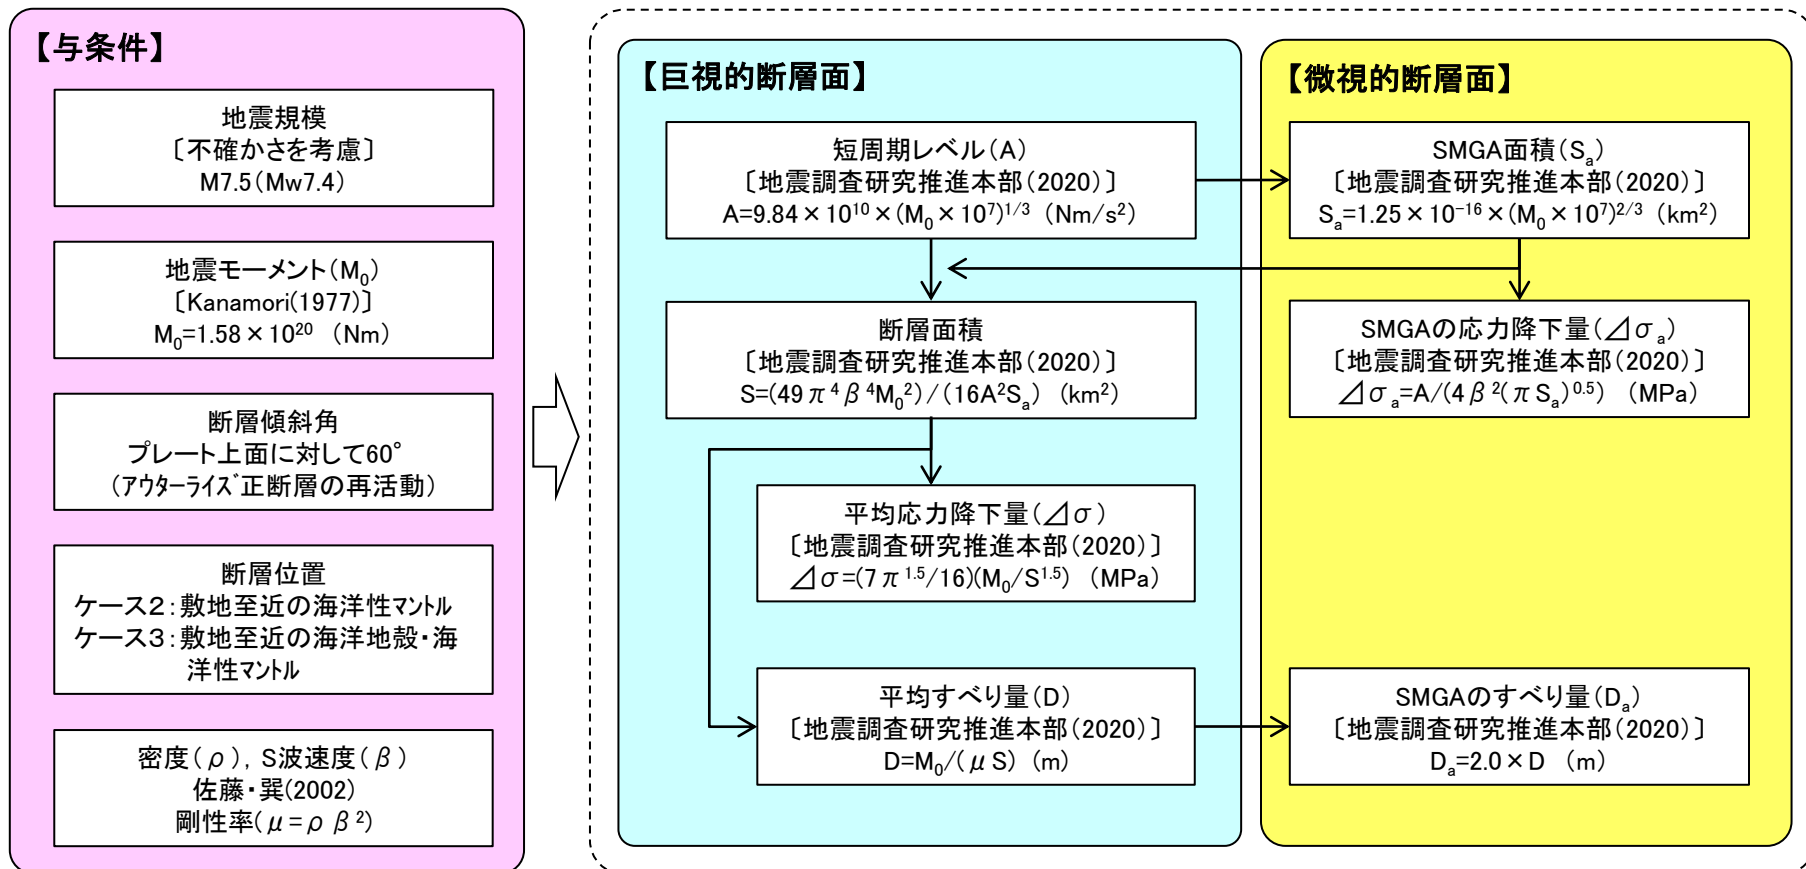 【与条件】
地震規模
〔不確かさを考慮〕
M7.5(Mw7.4)
地震モーメント(M₀)
〔Kanamori(1977)〕
M₀=1.58×10²⁰ (Nm)
断層傾斜角
プレート上面に対して60°
(アウターライズ正断層の再活動)
断層位置
ケース2:敷地至近の海洋性マントル
ケース3:敷地至近の海洋地殻・海
洋性マントル
密度(ρ),S波速度(β)
佐藤・巽(2002)
剛性率(μ=ρβ²)
【巨視的断層面】
短周期レベル(A)
〔地震調査研究推進本部(2020)〕
A=9.84×10¹⁰×(M₀×10⁷)¹ᐟ³ (Nm/s²)
断層面積
〔地震調査研究推進本部(2020)〕
S=(49π⁴β⁴M₀²)/(16A²Sₐ) (km²)
平均応力降下量(⊿σ)
〔地震調査研究推進本部(2020)〕
⊿σ=(7π¹·⁵/16)(M₀/S¹·⁵) (MPa)
平均すべり量(D)
〔地震調査研究推進本部(2020)〕
D=M₀/(μS) (m)
【微視的断層面】
SMGA面積(Sₐ)
〔地震調査研究推進本部(2020)〕
Sₐ=1.25×10⁻¹⁶×(M₀×10⁷)²ᐟ³ (km²)
SMGAの応力降下量(⊿σₐ)
〔地震調査研究推進本部(2020)〕
⊿σₐ=A/(4β²(πSₐ)⁰·⁵) (MPa)
SMGAのすべり量(Dₐ)
〔地震調査研究推進本部(2020)〕
Dₐ=2.0×D (m)